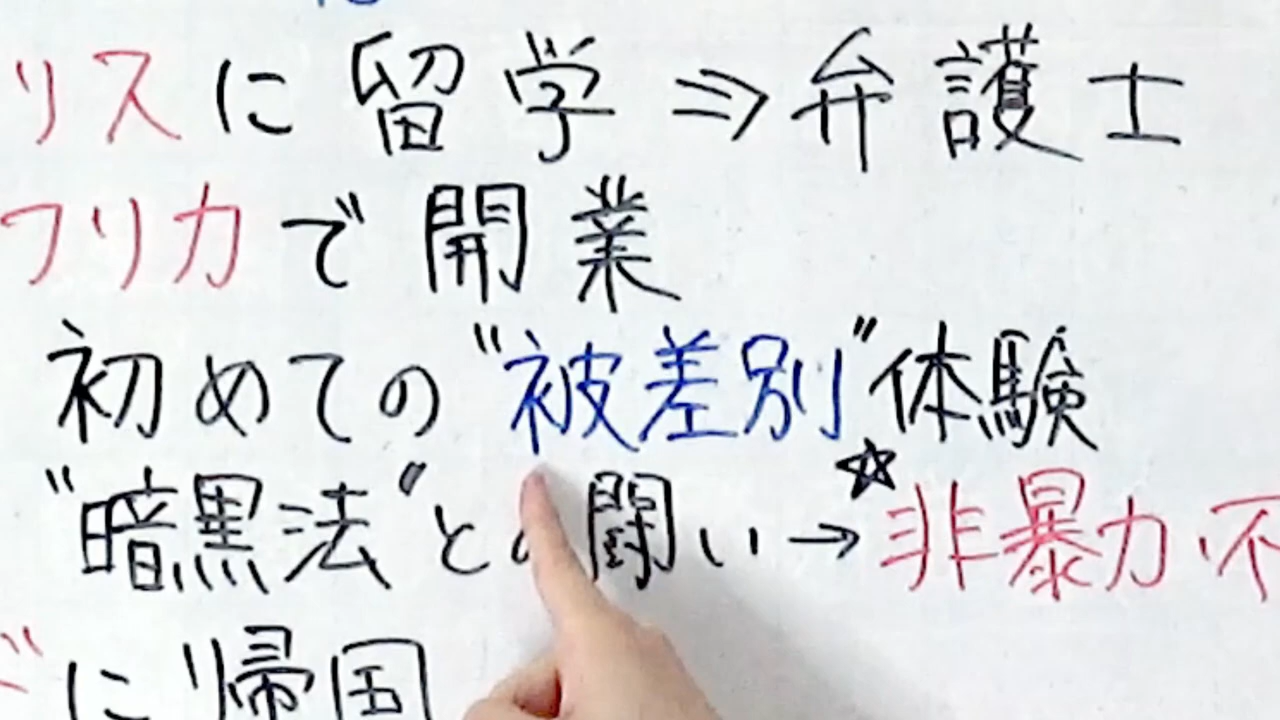 リスに留学⇒弁護士
フリカで開業
初めての"被差別"体験
"暗黒法"との闘い→☆非暴力・不
に帰国